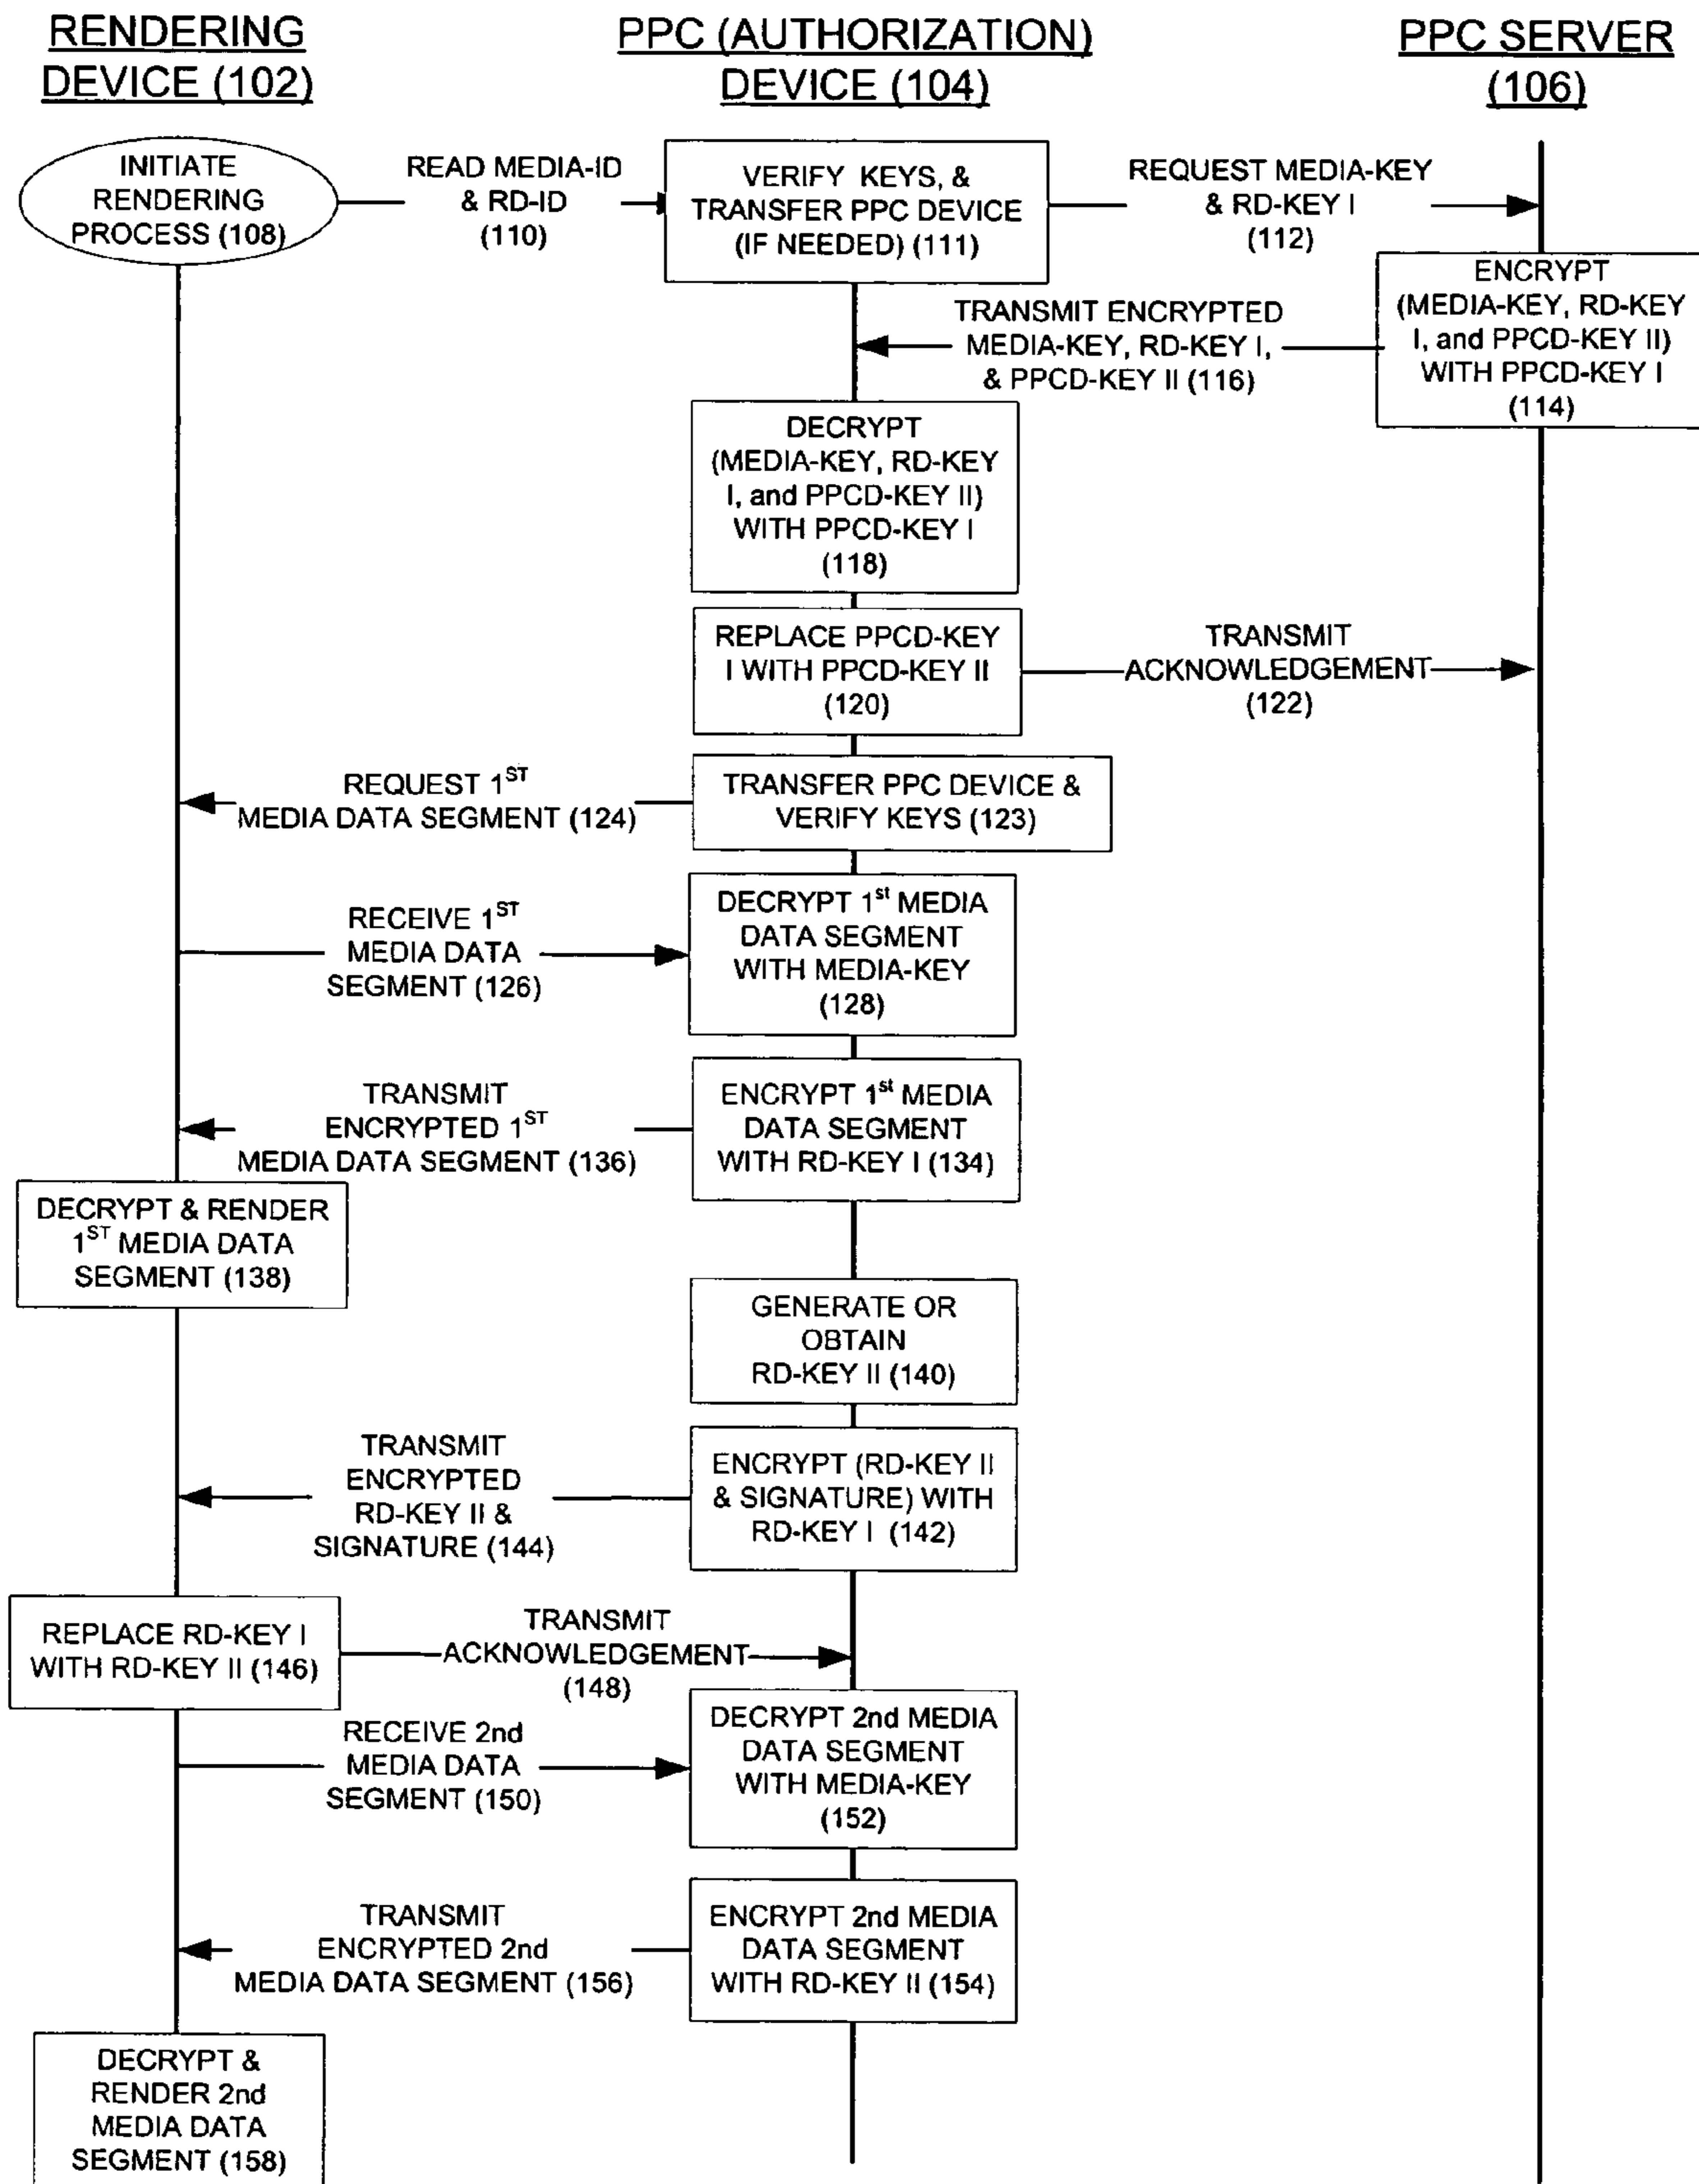 RENDERING
DEVICE (102)
PPC (AUTHORIZATION)
DEVICE (104)
PPC SERVER
(106)
INITIATE
RENDERING
PROCESS (108)
READ MEDIA-ID
& RD-ID
(110)
VERIFY KEYS, &
TRANSFER PPC DEVICE
(IF NEEDED) (111)
REQUEST MEDIA-KEY
& RD-KEY I
(112)
ENCRYPT
(MEDIA-KEY, RD-KEY
I, and PPCD-KEY II)
WITH PPCD-KEY I
(114)
TRANSMIT ENCRYPTED
MEDIA-KEY, RD-KEY I,
& PPCD-KEY II (116)
DECRYPT
(MEDIA-KEY, RD-KEY
I, and PPCD-KEY II)
WITH PPCD-KEY I
(118)
REPLACE PPCD-KEY
I WITH PPCD-KEY II
(120)
TRANSMIT
ACKNOWLEDGEMENT
(122)
TRANSFER PPC DEVICE &
VERIFY KEYS (123)
REQUEST 1ST
MEDIA DATA SEGMENT (124)
RECEIVE 1ST
MEDIA DATA
SEGMENT (126)
DECRYPT 1st MEDIA
DATA SEGMENT
WITH MEDIA-KEY
(128)
ENCRYPT 1st MEDIA
DATA SEGMENT
WITH RD-KEY I (134)
TRANSMIT
ENCRYPTED 1ST
MEDIA DATA SEGMENT (136)
DECRYPT & RENDER
1ST MEDIA DATA
SEGMENT (138)
GENERATE OR
OBTAIN
RD-KEY II (140)
ENCRYPT (RD-KEY II
& SIGNATURE) WITH
RD-KEY I (142)
TRANSMIT
ENCRYPTED
RD-KEY II &
SIGNATURE (144)
REPLACE RD-KEY I
WITH RD-KEY II (146)
TRANSMIT
ACKNOWLEDGEMENT
(148)
RECEIVE 2nd
MEDIA DATA
SEGMENT (150)
DECRYPT 2nd MEDIA
DATA SEGMENT
WITH MEDIA-KEY
(152)
ENCRYPT 2nd MEDIA
DATA SEGMENT
WITH RD-KEY II (154)
TRANSMIT
ENCRYPTED 2nd
MEDIA DATA SEGMENT (156)
DECRYPT &
RENDER 2nd
MEDIA DATA
SEGMENT (158)